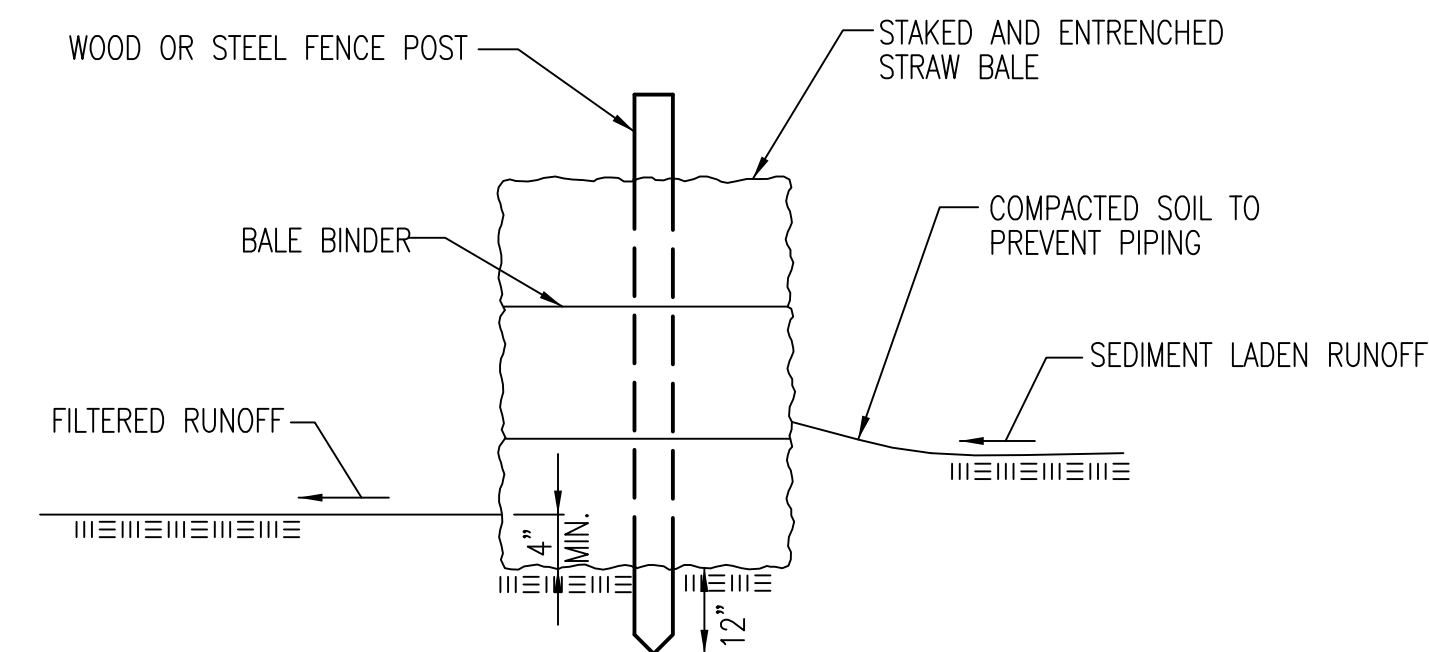 WOOD OR STEEL FENCE POST
STAKED AND ENTRENCHED
STRAW BALE
COMPACTED SOIL TO
PREVENT PIPING
BALE BINDER
SEDIMENT LADEN RUNOFF
FILTERED RUNOFF
4"
MIN.
12"